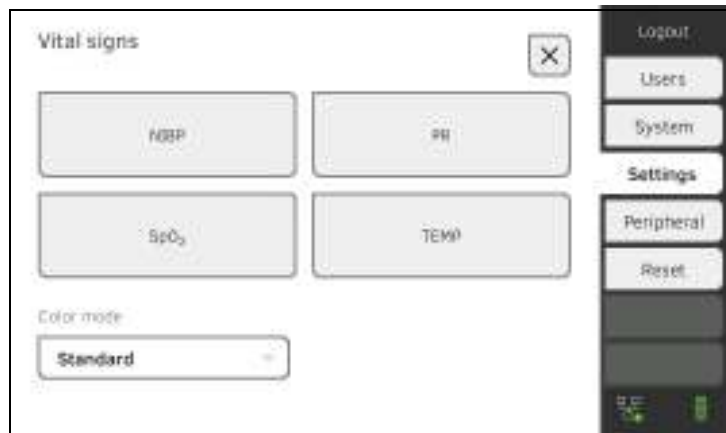 Vital signs
NIBP
PR
SpO₂
TEMP
Color mode
Standard
Logout
Users
System
Settings
Peripheral
Reset